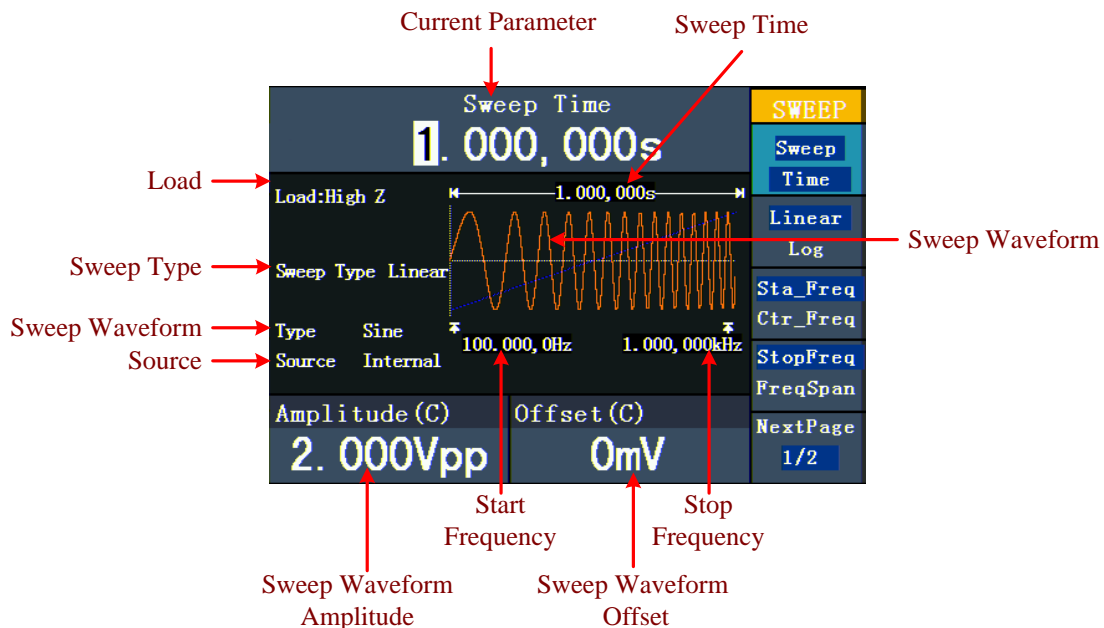 Current Parameter
Sweep Time
Sweep Time
1.000,000s
SWEEP
Sweep
Time
Load
Load:High Z
1.000,000s
Linear
Log
Sweep Waveform
Sweep Type
Sweep Type Linear
Sta_Freq
Ctr_Freq
Sweep Waveform
Type Sine
100.000,0Hz
1.000,000kHz
Source
Source Internal
StopFreq
FreqSpan
Amplitude(C)
Offset(C)
NextPage
1/2
2.000Vpp
0mV
Start
Frequency
Stop
Frequency
Sweep Waveform
Amplitude
Sweep Waveform
Offset